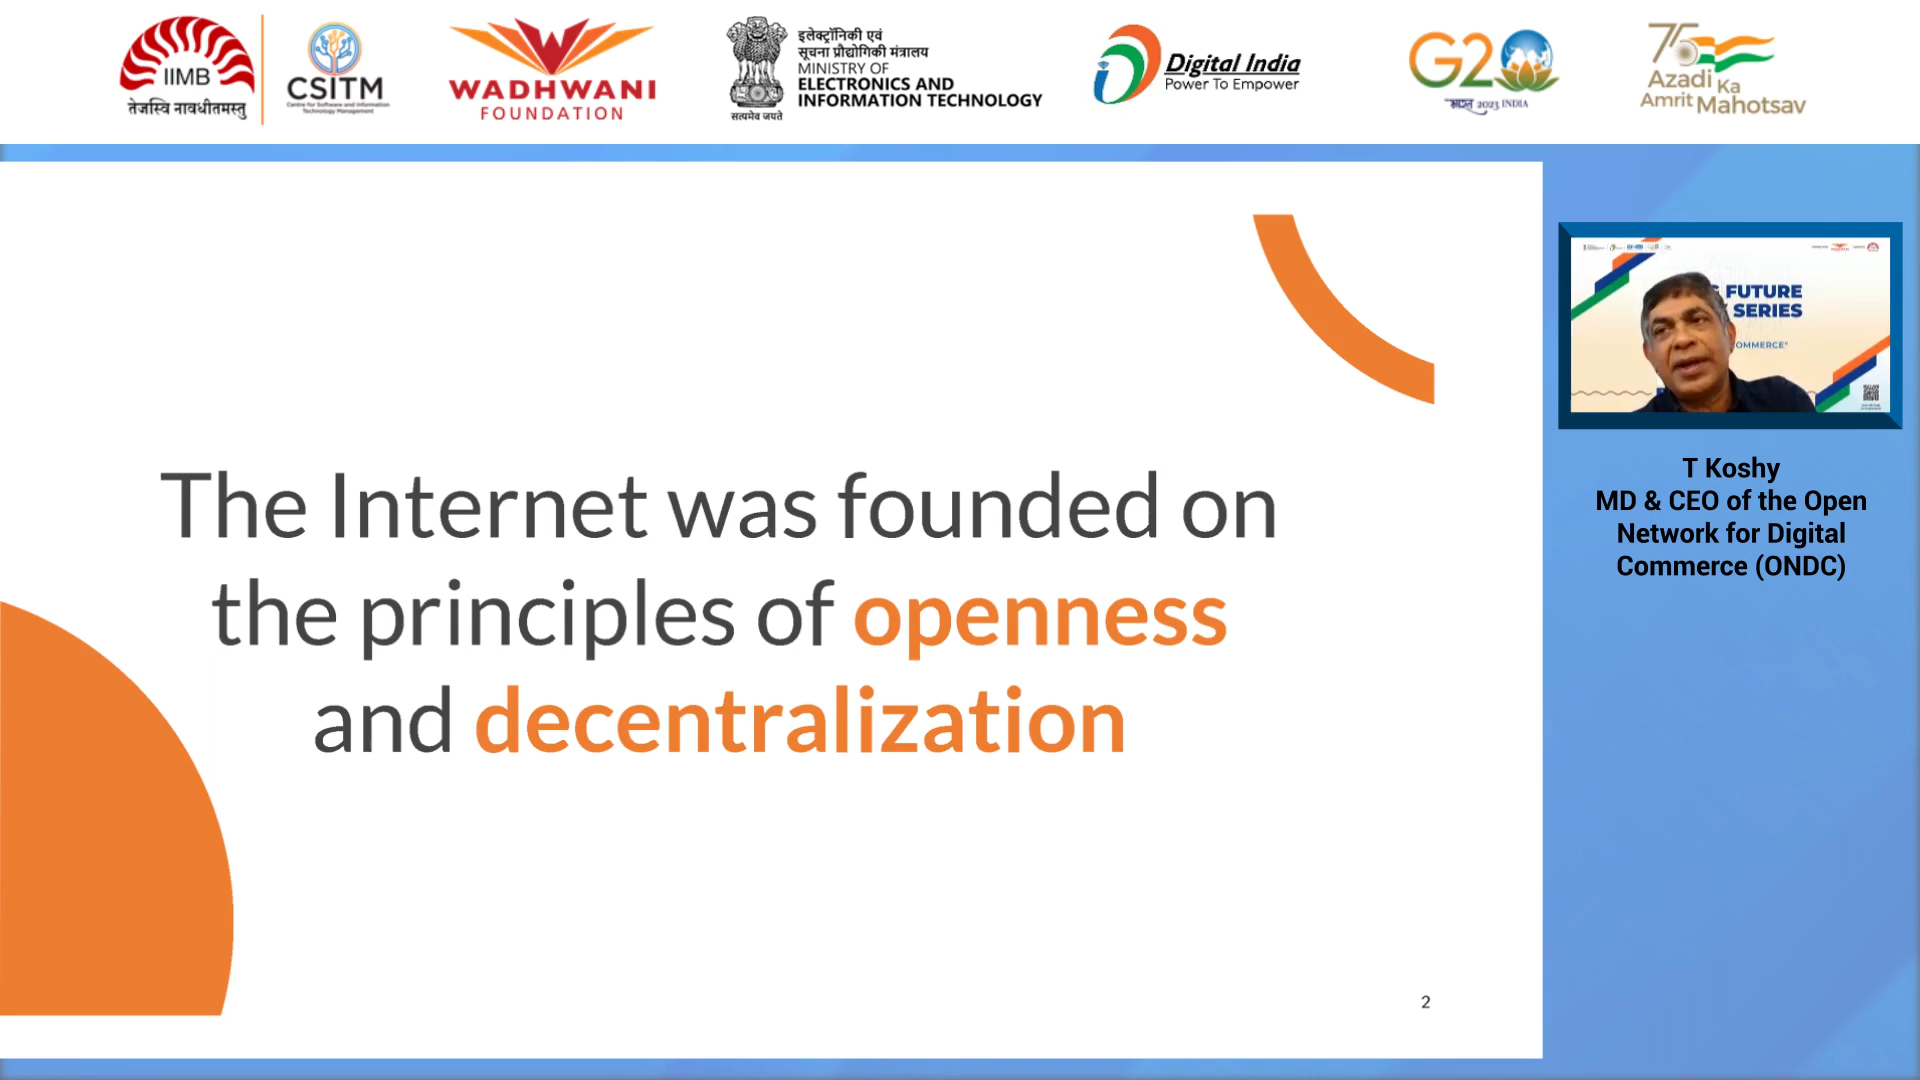 IIMB
तेजस्वि नावधीतमस्तु
CSITM
Centre for Software and Information
Technology Management
WADHWANI
FOUNDATION
सत्यमेव जयते
इलेक्ट्रॉनिकी एवं
सूचना प्रौद्योगिकी मंत्रालय
MINISTRY OF
ELECTRONICS AND
INFORMATION TECHNOLOGY
Digital India
Power To Empower
G20
भारत 2023 INDIA
75
Azadi Ka
Amrit Mahotsav
The Internet was founded on
the principles of openness
and decentralization
2
FUTURE
SERIES
OMMERCE"
T Koshy
MD & CEO of the Open
Network for Digital
Commerce (ONDC)